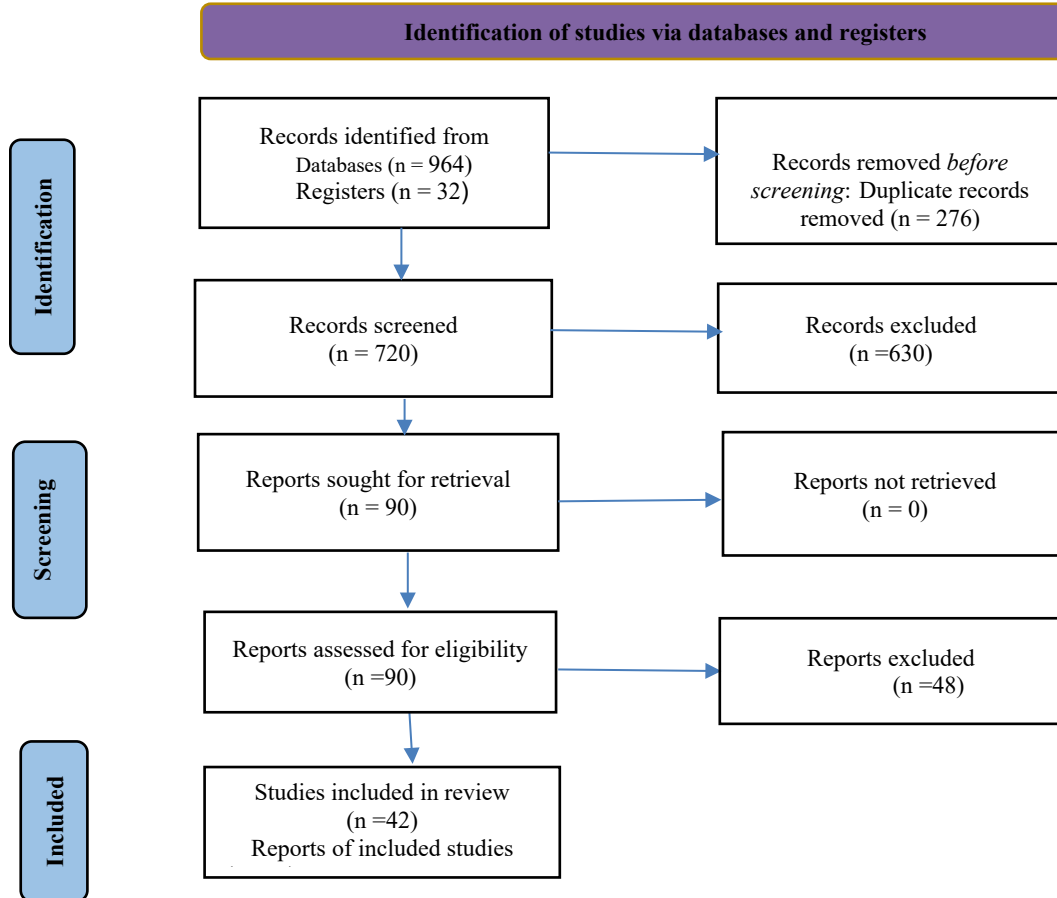 Identification of studies via databases and registers
Identification
Records identified from
Databases (n = 964)
Registers (n = 32)
Records removed before
screening: Duplicate records
removed (n = 276)
Records screened
(n = 720)
Records excluded
(n =630)
Screening
Reports sought for retrieval
(n = 90)
Reports not retrieved
(n = 0)
Reports assessed for eligibility
(n =90)
Reports excluded
(n =48)
Included
Studies included in review
(n =42)
Reports of included studies